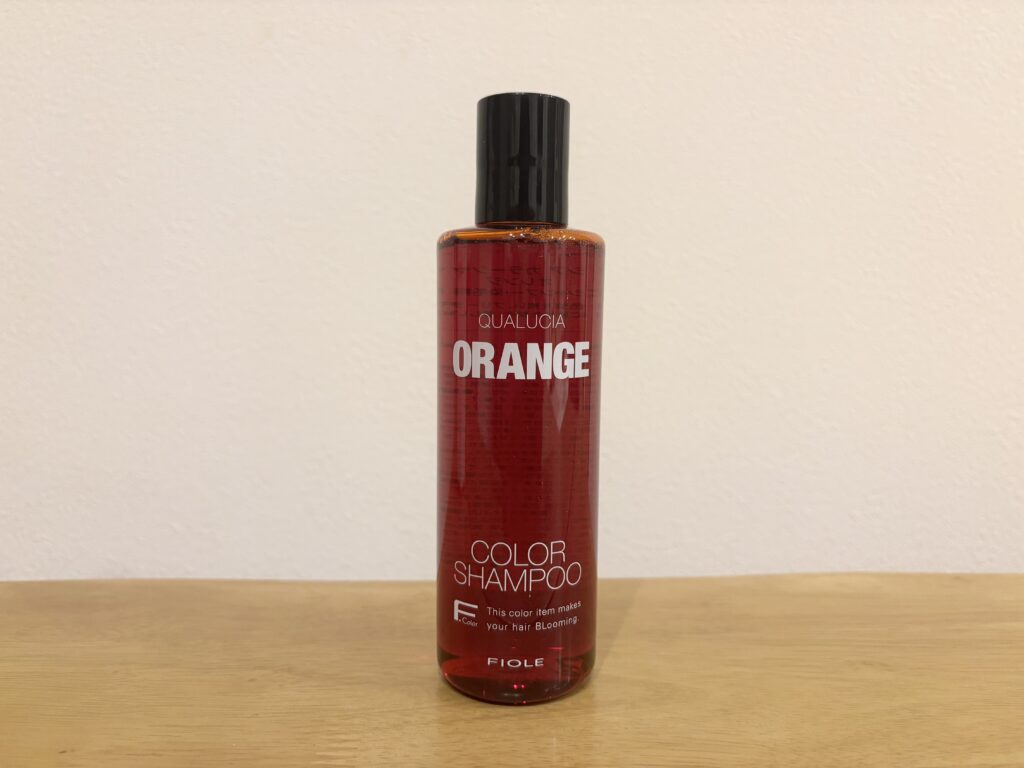 QUALUCIA
ORANGE
COLOR
SHAMPOO
F. Color
This color item makes
your hair BLooming.
FIOLE